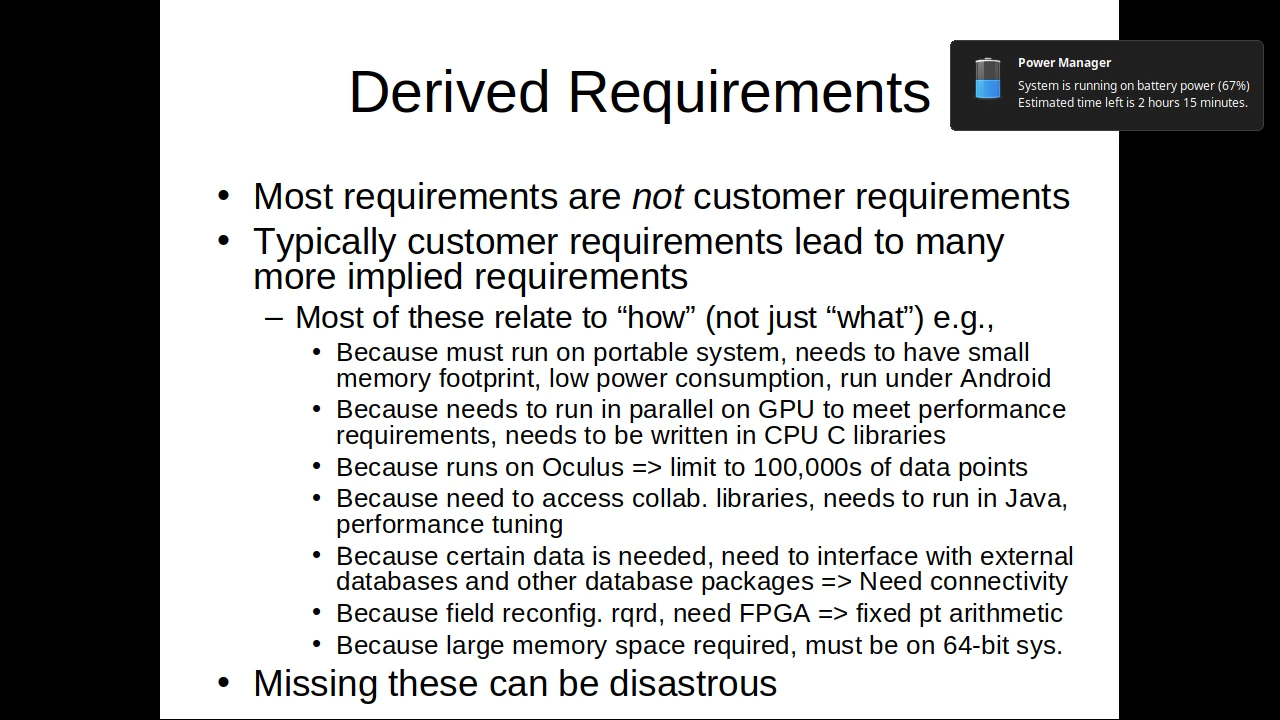 Derived Requirements
Power Manager
System is running on battery power (67%)
Estimated time left is 2 hours 15 minutes.
• Most requirements are not customer requirements
• Typically customer requirements lead to many
more implied requirements
– Most of these relate to “how” (not just “what”) e.g.,
• Because must run on portable system, needs to have small
memory footprint, low power consumption, run under Android
• Because needs to run in parallel on GPU to meet performance
requirements, needs to be written in CPU C libraries
• Because runs on Oculus => limit to 100,000s of data points
• Because need to access collab. libraries, needs to run in Java,
performance tuning
• Because certain data is needed, need to interface with external
databases and other database packages => Need connectivity
• Because field reconfig. rqrd, need FPGA => fixed pt arithmetic
• Because large memory space required, must be on 64-bit sys.
• Missing these can be disastrous